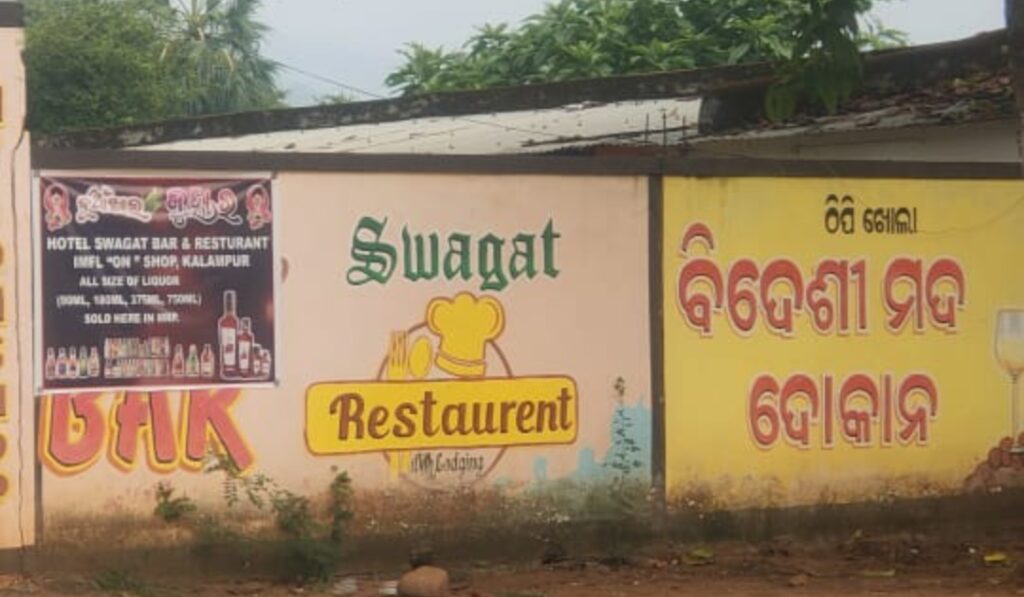 ନୂଆଁଖାଇ ଜୁହାର
HOTEL SWAGAT BAR & RESTURANT
IMFL "ON" SHOP, KALAMPUR
ALL SIZE OF LIQUOR
(90ML, 180ML, 375ML, 750ML)
SOLD HERE IN MRP.
BAR
Swagat
Restaurent
Lodging
ଠିପି ଖୋଲା
ବିଦେଶୀ ମଦ
ଦୋକାନ